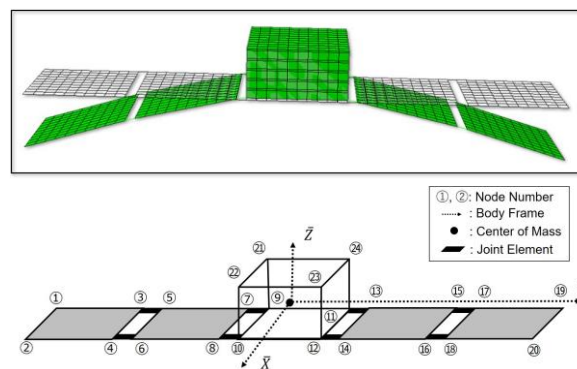 ①, ②: Node Number
: Body Frame
: Center of Mass
: Joint Element
Z̄
㉑ ㉔
㉒ ㉓
① ③ ⑤ ⑦ ⑨ ⑪ ⑬ ⑮ ⑰ ⑲
② ④ ⑥ ⑧ ⑩ ⑫ ⑭ ⑯ ⑱ ⑳
X̄